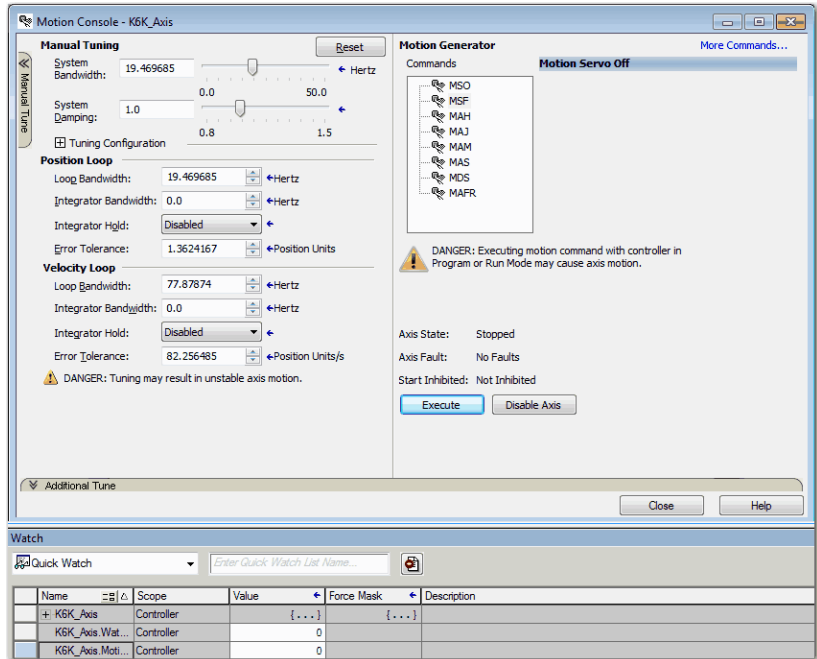 Motion Console - K6K_Axis
Manual Tuning
Reset
Manual Tune
System
Bandwidth:
19.469685
Hertz
0.0
50.0
System
Damping:
1.0
0.8
1.5
Tuning Configuration
Position Loop
Loop Bandwidth:
19.469685
Hertz
Integrator Bandwidth:
0.0
Hertz
Integrator Hold:
Disabled
Error Tolerance:
1.3624167
Position Units
Velocity Loop
Loop Bandwidth:
77.87874
Hertz
Integrator Bandwidth:
0.0
Hertz
Integrator Hold:
Disabled
Error Tolerance:
82.256485
Position Units/s
DANGER: Tuning may result in unstable axis motion.
Motion Generator
More Commands...
Commands
Motion Servo Off
MSO
MSF
MAH
MAJ
MAM
MAS
MDS
MAFR
DANGER: Executing motion command with controller in
Program or Run Mode may cause axis motion.
Axis State: Stopped
Axis Fault: No Faults
Start Inhibited: Not Inhibited
Execute
Disable Axis
Additional Tune
Close
Help
Watch
Quick Watch
Enter Quick Watch List Name...
Name Scope Value Force Mask Description
K6K_Axis Controller {...} {...}
K6K_Axis.Wat... Controller 0
K6K_Axis.Moti... Controller 0